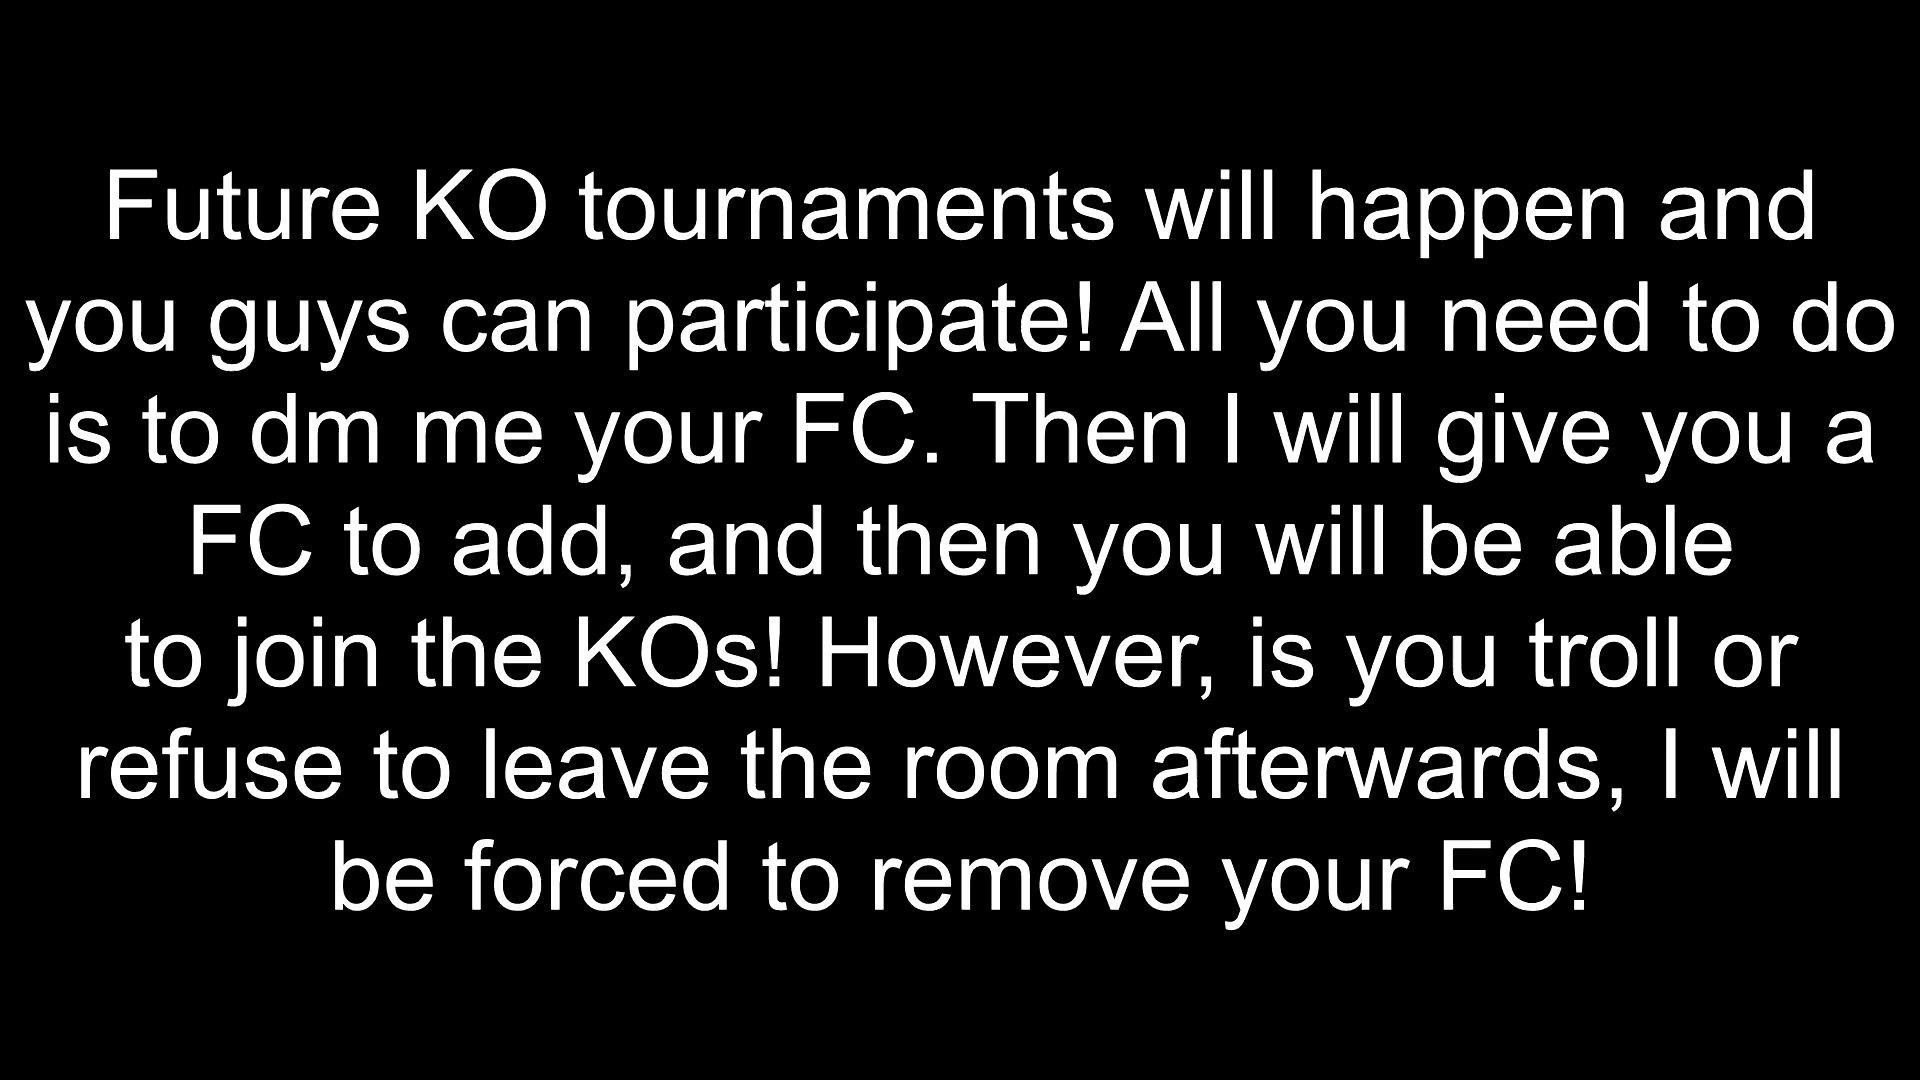 Future KO tournaments will happen and
you guys can participate! All you need to do
is to dm me your FC. Then I will give you a
FC to add, and then you will be able
to join the KOs! However, is you troll or
refuse to leave the room afterwards, I will
be forced to remove your FC!